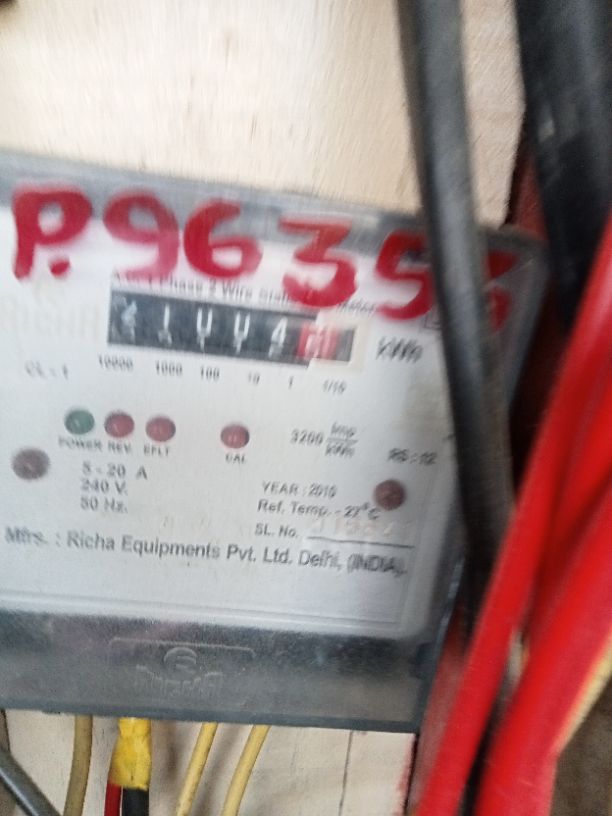 P.9635
kWh
CL-1
10000 1000 100 10 1 1/10
POWER REV. EFLT CAL
3200 imp/kWh
5-20 A
240 V.
50 Hz.
YEAR : 2010
Ref. Temp. - 27°C
SL. No.
Mfrs. : Richa Equipments Pvt. Ltd. Delhi, (INDIA).